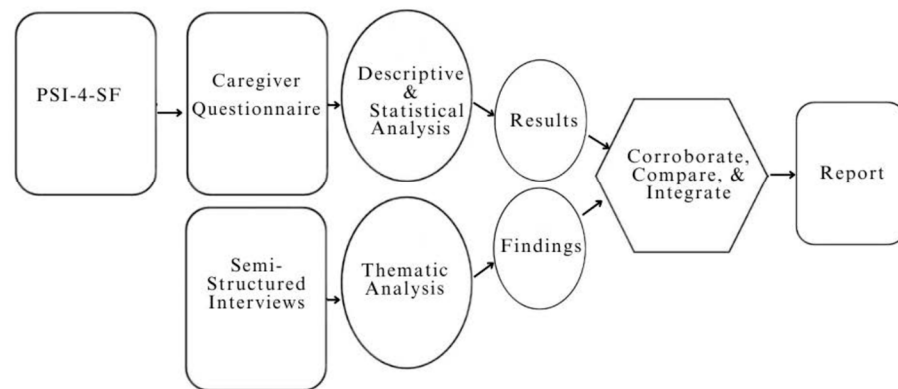 PSI-4-SF
Caregiver
Questionnaire
Descriptive
&
Statistical
Analysis
Results
Corroborate,
Compare, &
Integrate
Report
Semi-
Structured
Interviews
Thematic
Analysis
Findings